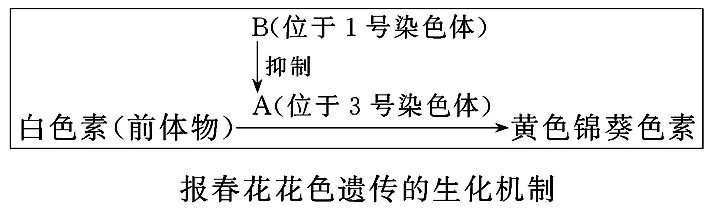 B(位于1号染色体)
抑制
A(位于3号染色体)
白色素(前体物) 黄色锦葵色素
报春花花色遗传的生化机制